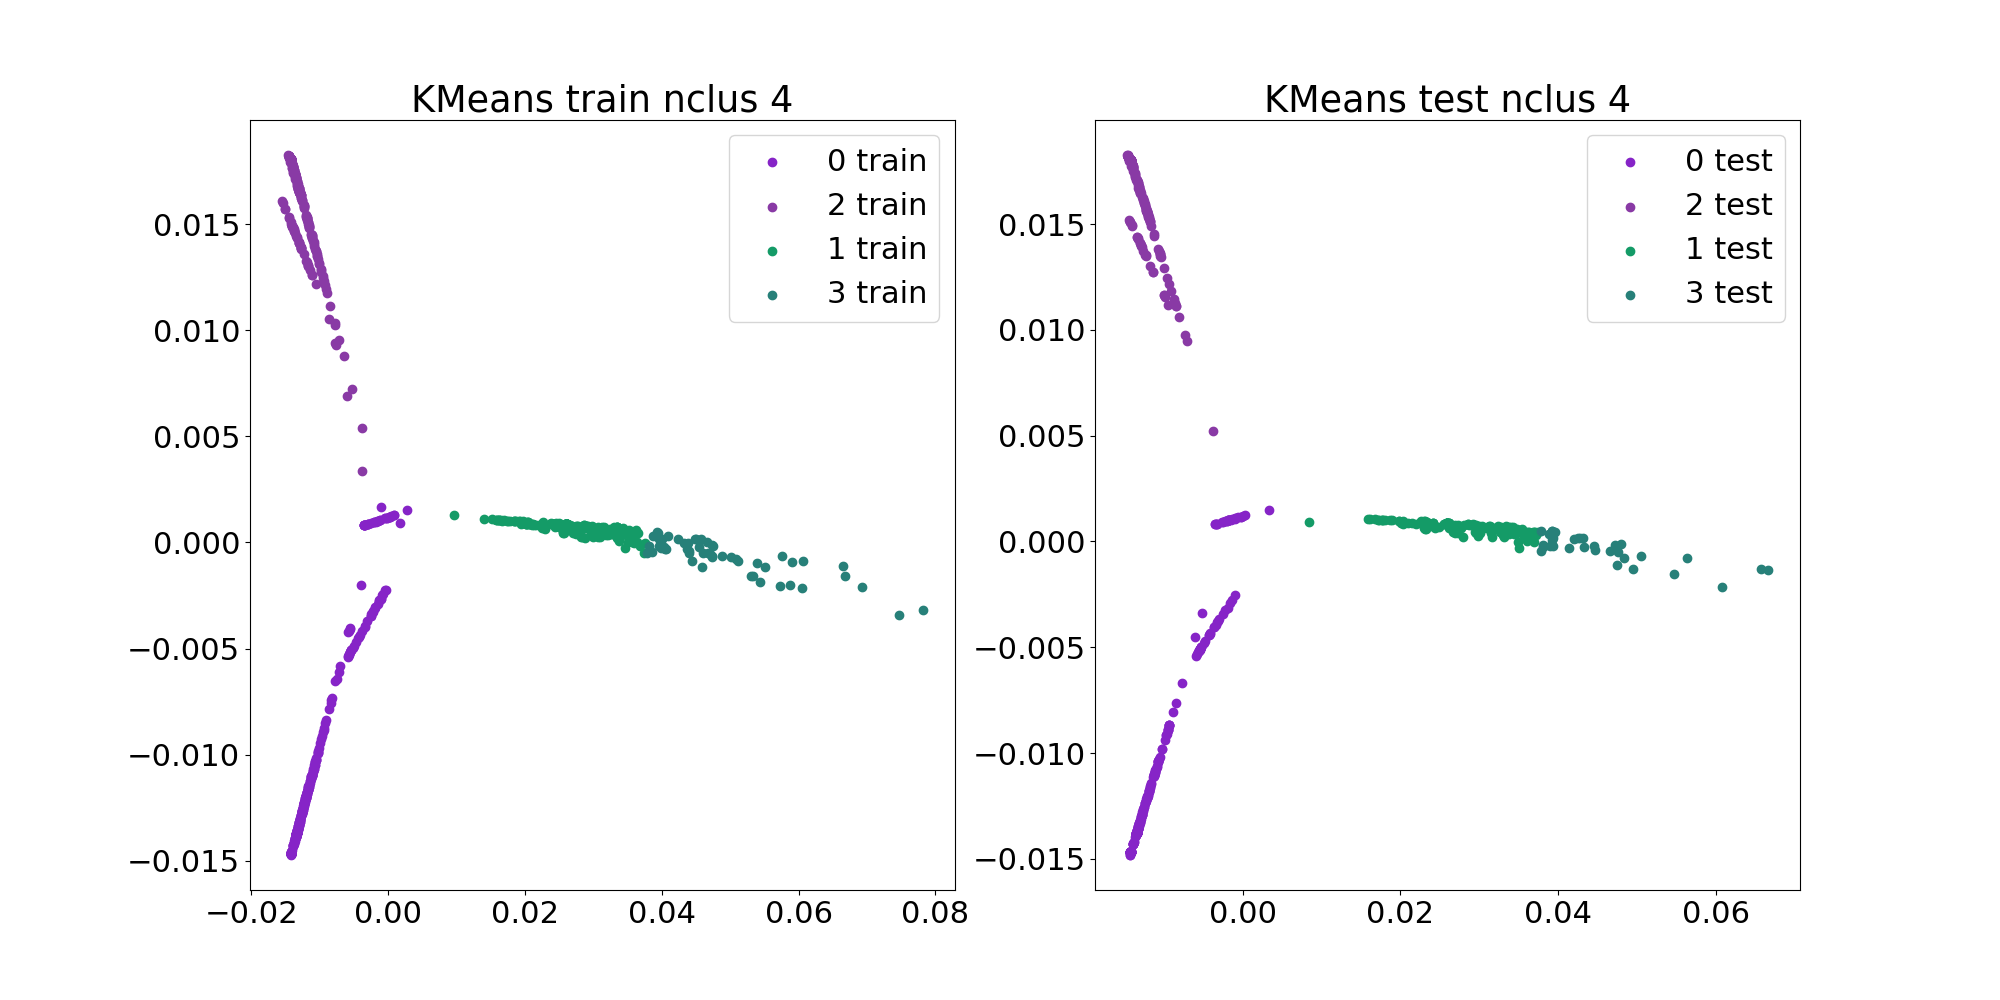 KMeans train nclus 4
0 train
2 train
1 train
3 train
0.015
0.010
0.005
0.000
−0.005
−0.010
−0.015
−0.02 0.00 0.02 0.04 0.06 0.08
KMeans test nclus 4
0 test
2 test
1 test
3 test
0.015
0.010
0.005
0.000
−0.005
−0.010
−0.015
0.00 0.02 0.04 0.06